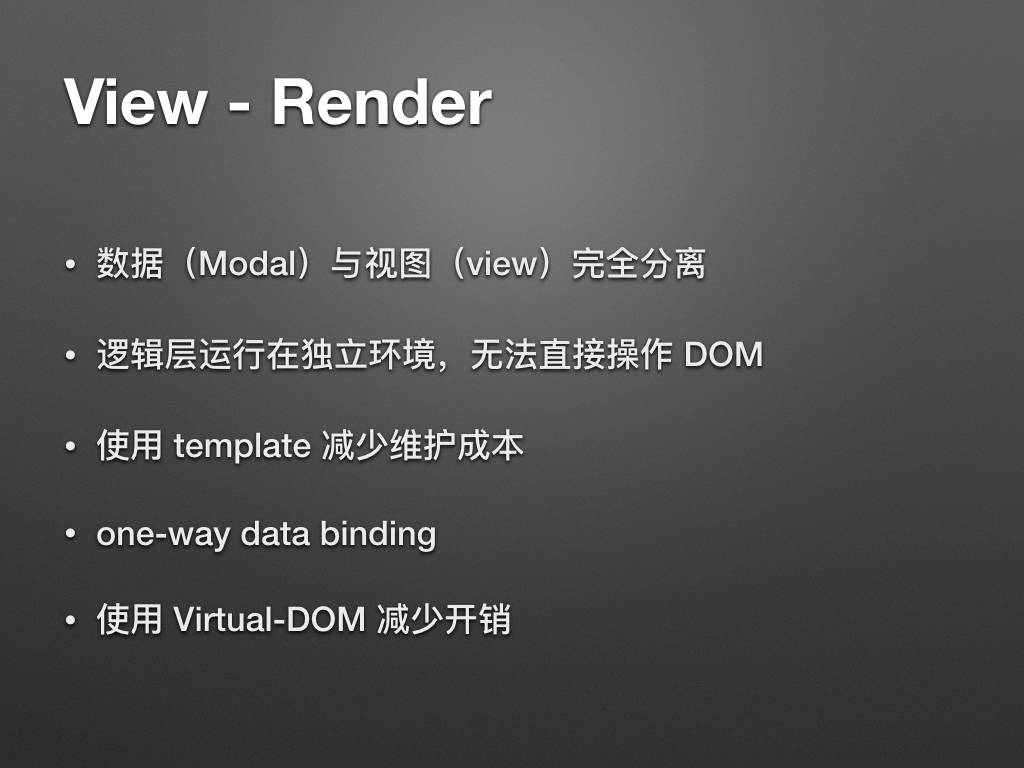 View - Render
• 数据（Modal）与视图（view）完全分离
• 逻辑层运行在独立环境，无法直接操作 DOM
• 使用 template 减少维护成本
• one-way data binding
• 使用 Virtual-DOM 减少开销